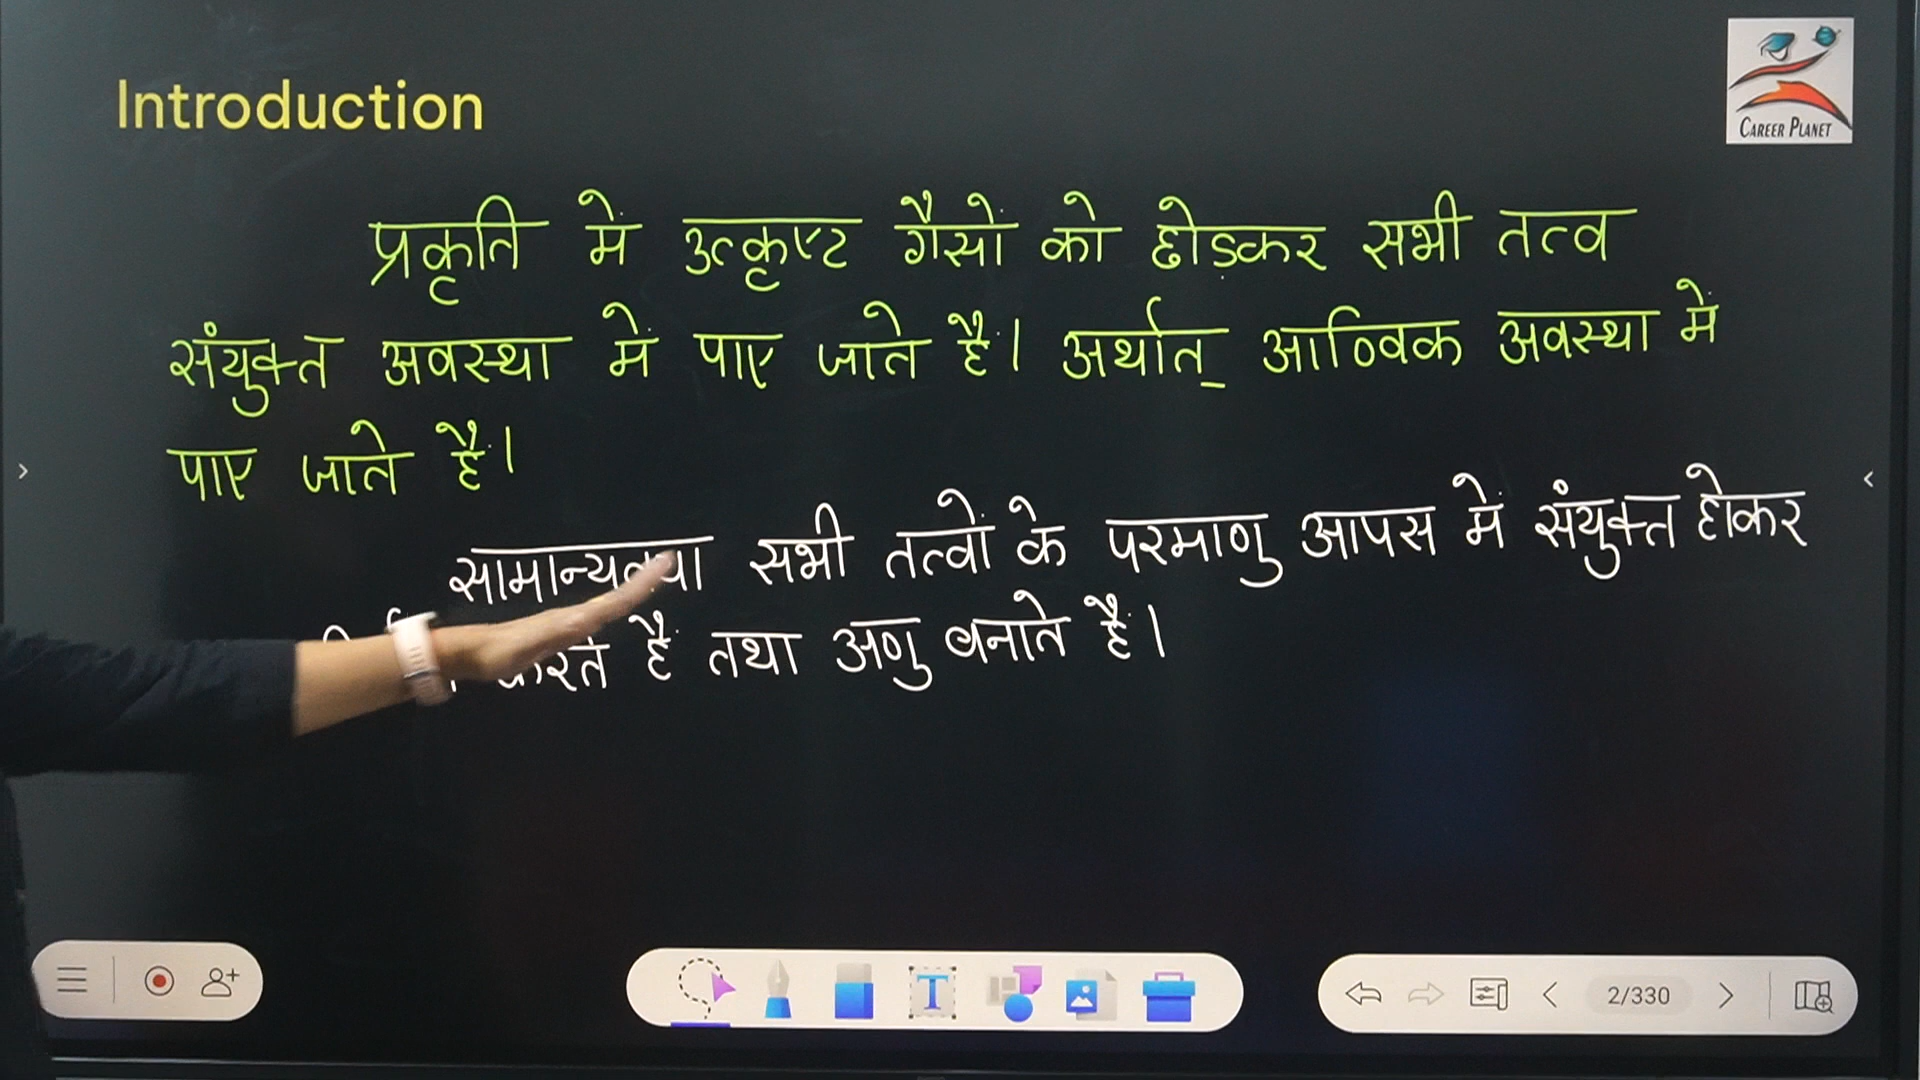 Introduction
CAREER PLANET
प्रकृति में उत्कृष्ट गैसों को छोड़कर सभी तत्व
संयुक्त अवस्था में पाए जाते हैं। अर्थात् आण्विक अवस्था में
पाए जाते हैं।
सामान्यतया सभी तत्वों के परमाणु आपस में संयुक्त होकर
करते हैं तथा अणु बनाते हैं।
2/330